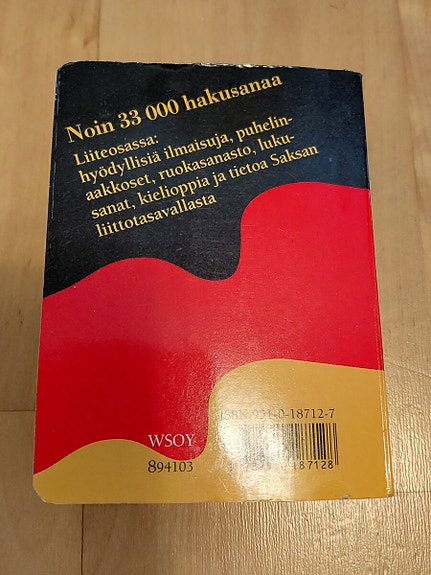 Noin 33 000 hakusanaa
Liiteosassa:
hyödyllisiä ilmaisuja, puhelin-
aakkoset, ruokasanasto, luku-
sanat, kielioppia ja tietoa Saksan
liittotasavallasta
ISBN 951-0-18712-7
WSOY
894103
187128